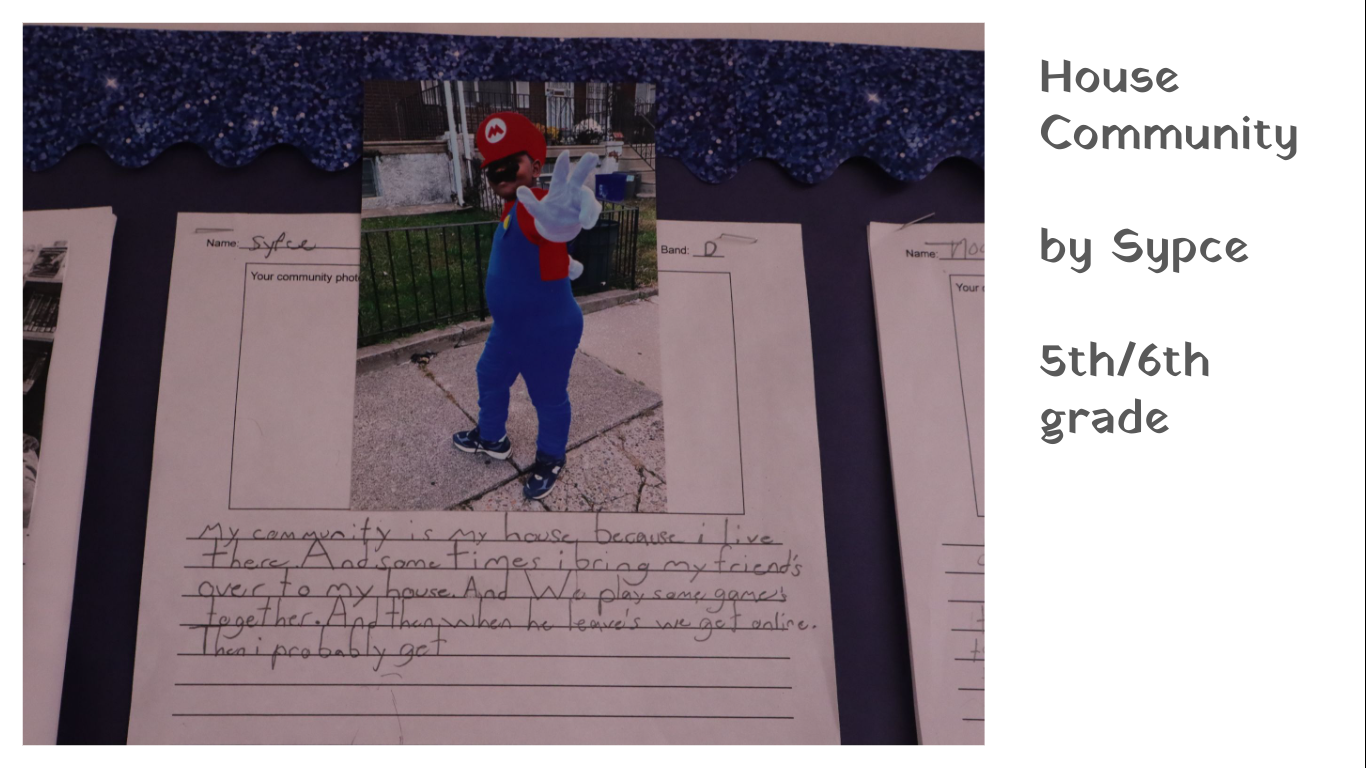 House
Community
by Sypce
5th/6th
grade
M
Name: Sypce
Band: D
Your community phot
My community is my house because i live
there. And some times i bring my friend's
over to my house. And We play some game's
together. And then when he leave's we get online.
Then i probably get
Name:
Your